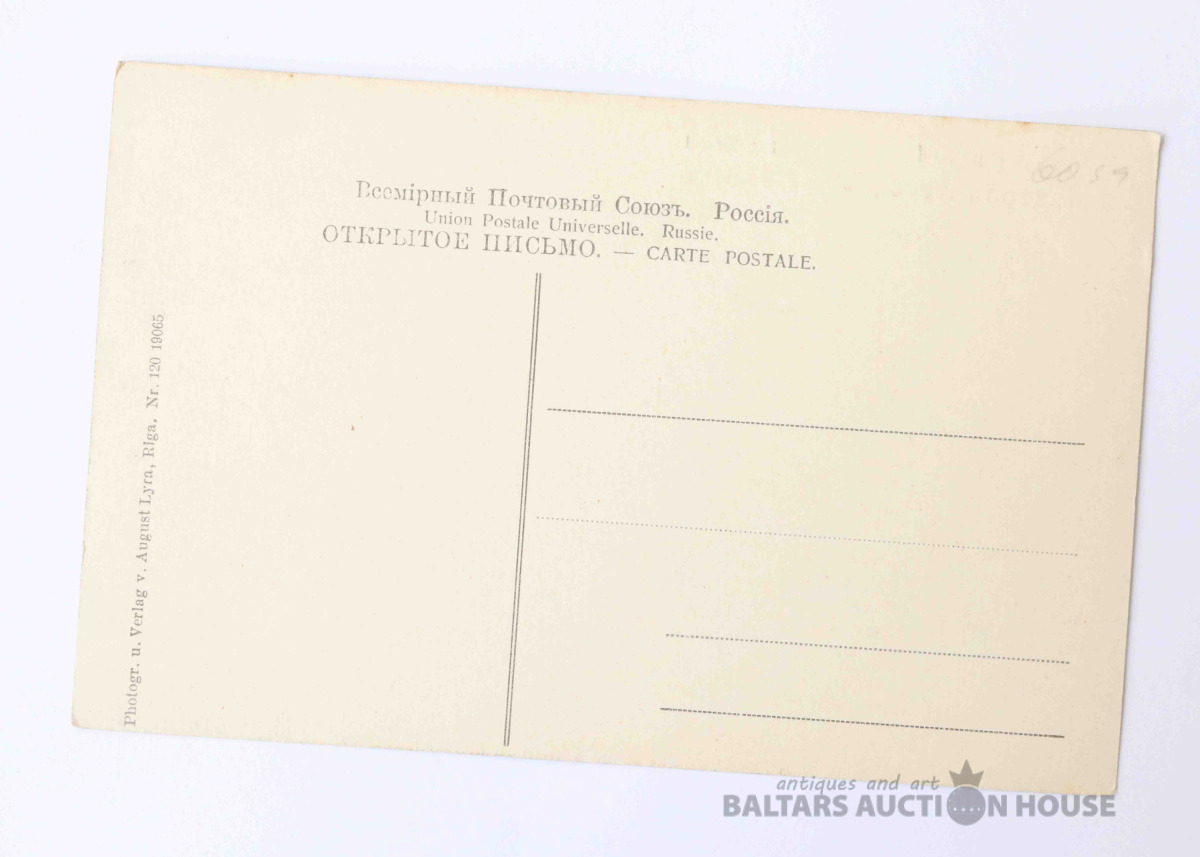 Всемірный Почтовый Союзъ. Россія.
Union Postale Universelle. Russie.
ОТКРЫТОЕ ПИСЬМО. — CARTE POSTALE.
Photogr. u. Verlag v. August Lyra, Riga. Nr. 120 19065
antiques and art
BALTARS AUCTION HOUSE